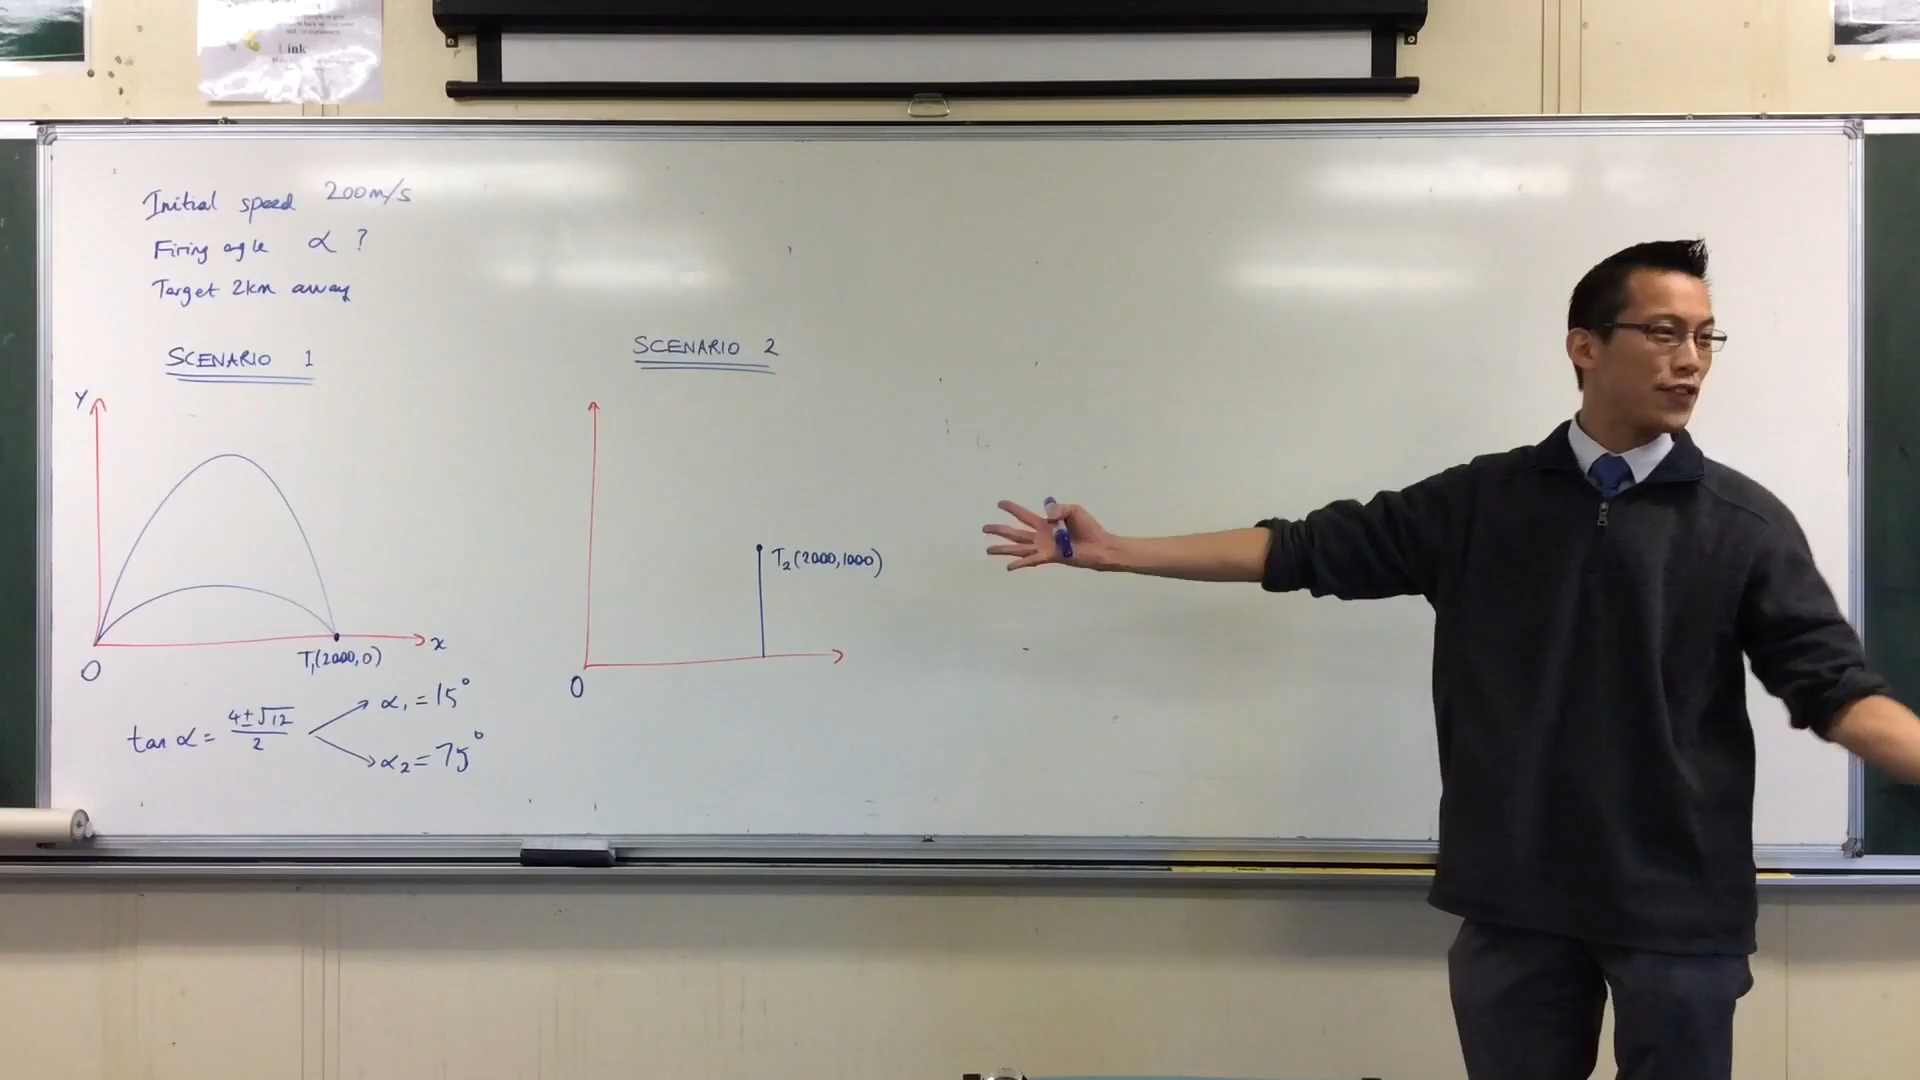 Link
Initial speed 200m/s
Firing agle α ?
Target 2km away
SCENARIO 1
Y
x
O
T₁(2000,0)
tan α = (4±√12)/2
α₁ = 15°
α₂ = 75°
SCENARIO 2
T₂(2000,1000)
O